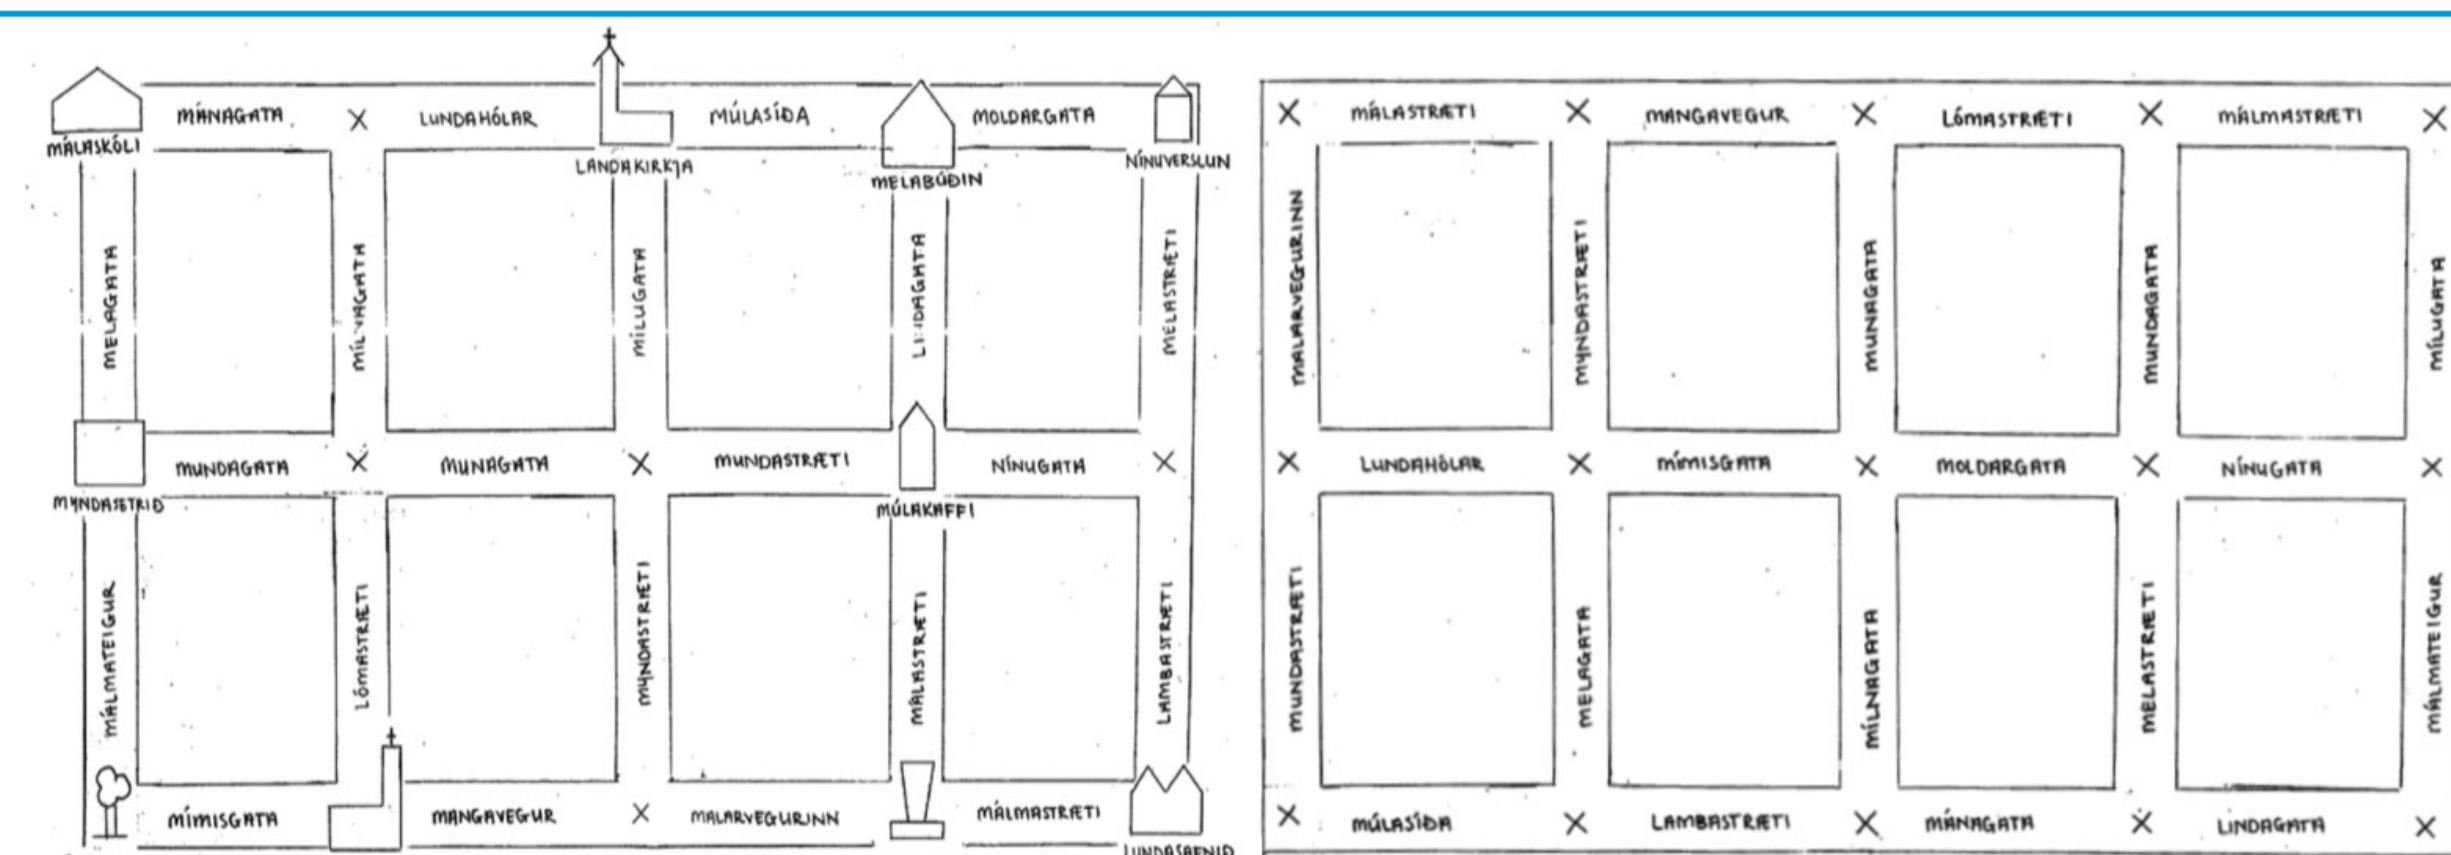 MÁNAGATA
LUNDAHÓLAR
MÚLASÍÐA
MOLDARGATA
MÁLASKÓLI
LANDAKIRKJA
MELABÚÐIN
NÍNUVERSLUN
MELAGATA
MÍLNAGATA
MÍLUGATA
LINDAGATA
MELASTRÆTI
MUNDAGATA
MUNAGATA
MUNDASTRÆTI
NÍNUGATA
MYNDASETRIÐ
MÚLAKAFFI
MÁLMATEIGUR
LÓMASTRÆTI
MYNDASTRÆTI
MÁLASTRÆTI
LAMBASTRÆTI
MÍMISGATA
MANGAVEGUR
MALARVEGURINN
MÁLMASTRÆTI
LUNDASAFNIÐ
MÁLASTRÆTI
MANGAVEGUR
LÓMASTRÆTI
MÁLMASTRÆTI
MALARVEGURINN
MYNDASTRÆTI
MUNAGATA
MUNDAGATA
MÍLUGATA
LUNDAHÓLAR
MÍMISGATA
MOLDARGATA
NÍNUGATA
MUNDASTRÆTI
MELAGATA
MÍLNAGATA
MELASTRÆTI
MÁLMATEIGUR
MÚLASÍÐA
LAMBASTRÆTI
MÁNAGATA
LINDAGATA